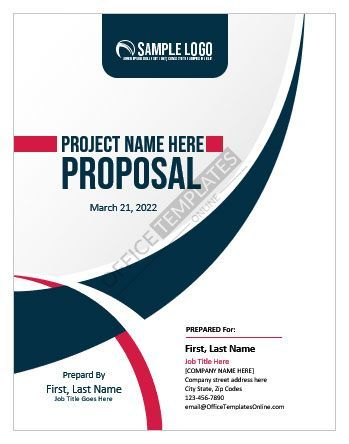 SAMPLE LOGO
PROJECT NAME HERE
PROPOSAL
March 21, 2022
OFFICE TEMPLATES
ONLINE
PREPARED For:
First, Last Name
Job Title Here
[COMPANY NAME HERE]
Company street address here
City State, Zip Codes
123-456-7890
email@OfficeTemplatesOnline.com
Prepared By
First, Last Name
Job Title Goes Here